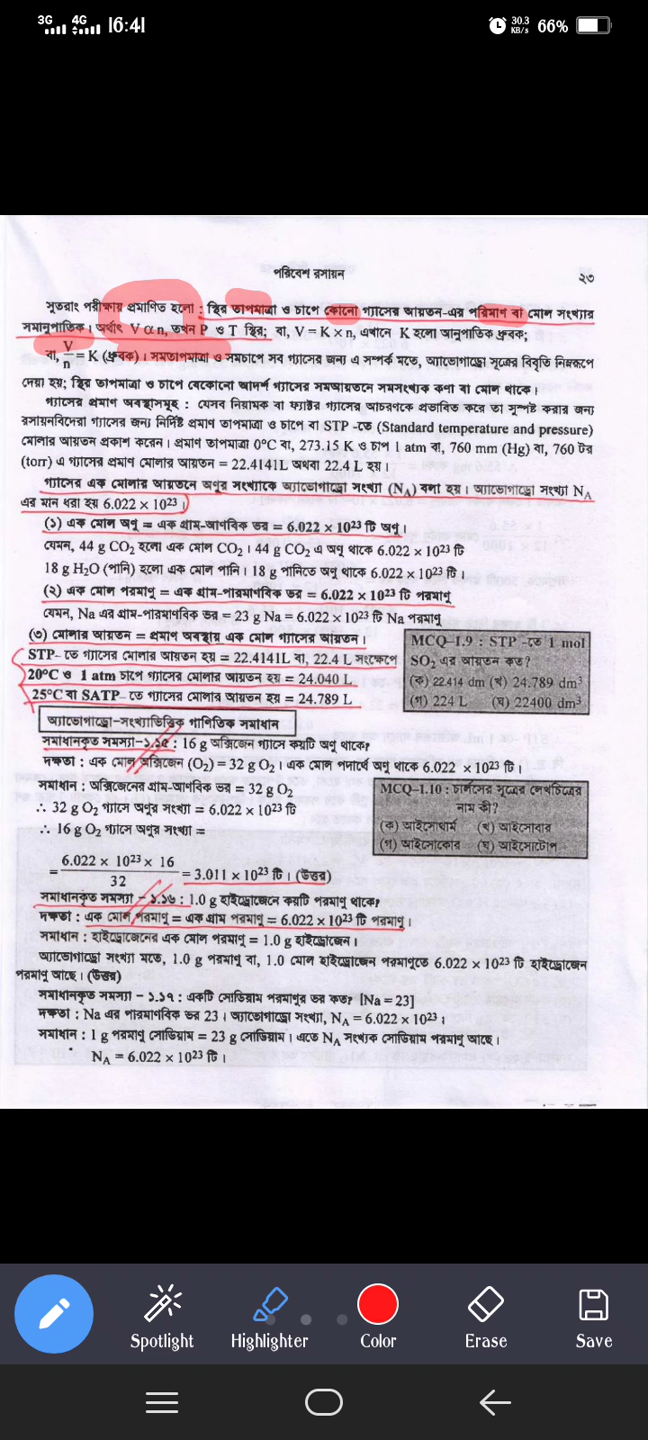 3G 4G 16:41 30.3 KB/s 66%
পরিবেশ রসায়ন ২৩
সুতরাং পরীক্ষায় প্রমাণিত হলো : স্থির তাপমাত্রা ও চাপে কোনো গ্যাসের আয়তন-এর পরিমাণ বা মোল সংখ্যার
সমানুপাতিক। অর্থাৎ V α n, তখন P ও T স্থির; বা, V = K × n, এখানে K হলো আনুপাতিক ধ্রুবক;
বা, V/n = K (ধ্রুবক)। সমতাপমাত্রা ও সমচাপে সব গ্যাসের জন্য এ সম্পর্ক মতে, অ্যাভোগাড্রো সূত্রের বিবৃতি নিম্নরূপে
দেয়া হয়; স্থির তাপমাত্রা ও চাপে যেকোনো আদর্শ গ্যাসের সমআয়তনে সমসংখ্যক কণা বা মোল থাকে।
গ্যাসের প্রমাণ অবস্থাসমূহ : যেসব নিয়ামক বা ফ্যাক্টর গ্যাসের আচরণকে প্রভাবিত করে তা সুস্পষ্ট করার জন্য
রসায়নবিদেরা গ্যাসের জন্য নির্দিষ্ট প্রমাণ তাপমাত্রা ও চাপে বা STP -তে (Standard temperature and pressure)
মোলার আয়তন প্রকাশ করেন। প্রমাণ তাপমাত্রা 0°C বা, 273.15 K ও চাপ 1 atm বা, 760 mm (Hg) বা, 760 টর
(torr) এ গ্যাসের প্রমাণ মোলার আয়তন = 22.4141L অথবা 22.4 L হয়।
গ্যাসের এক মোলার আয়তনে অণুর সংখ্যাকে অ্যাভোগাড্রো সংখ্যা (NA) বলা হয়। অ্যাভোগাড্রো সংখ্যা NA
এর মান ধরা হয় 6.022 × 10²³।
(১) এক মোল অণু = এক গ্রাম-আণবিক ভর = 6.022 × 10²³ টি অণু।
যেমন, 44 g CO₂ হলো এক মোল CO₂। 44 g CO₂ এ অণু থাকে 6.022 × 10²³ টি
18 g H₂O (পানি) হলো এক মোল পানি। 18 g পানিতে অণু থাকে 6.022 × 10²³ টি।
(২) এক মোল পরমাণু = এক গ্রাম-পারমাণবিক ভর = 6.022 × 10²³ টি পরমাণু
যেমন, Na এর গ্রাম-পারমাণবিক ভর = 23 g Na = 6.022 × 10²³ টি Na পরমাণু
(৩) মোলার আয়তন = প্রমাণ অবস্থায় এক মোল গ্যাসের আয়তন।
STP- তে গ্যাসের মোলার আয়তন হয় = 22.4141L বা, 22.4 L সংক্ষেপে
20°C ও 1 atm চাপে গ্যাসের মোলার আয়তন হয় = 24.040 L
25°C বা SATP- তে গ্যাসের মোলার আয়তন হয় = 24.789 L
MCQ-1.9 : STP -তে 1 mol
SO₂ এর আয়তন কত?
(ক) 22.414 dm (খ) 24.789 dm³
(গ) 224 L (ঘ) 22400 dm³
অ্যাভোগাড্রো-সংখ্যাভিত্তিক গাণিতিক সমাধান
সমাধানকৃত সমস্যা-১.১৫ : 16 g অক্সিজেন গ্যাসে কয়টি অণু থাকে?
দক্ষতা : এক মোল অক্সিজেন (O₂) = 32 g O₂। এক মোল পদার্থে অণু থাকে 6.022 × 10²³ টি।
সমাধান : অক্সিজেনের গ্রাম-আণবিক ভর = 32 g O₂
∴ 32 g O₂ গ্যাসে অণুর সংখ্যা = 6.022 × 10²³ টি
∴ 16 g O₂ গ্যাসে অণুর সংখ্যা =
= 6.022 × 10²³ × 16 / 32 = 3.011 × 10²³ টি। (উত্তর)
MCQ-1.10 : চার্লসের সূত্রের লেখচিত্রের
নাম কী?
(ক) আইসোথার্ম (খ) আইসোবার
(গ) আইসোকোর (ঘ) আইসোটোপ
সমাধানকৃত সমস্যা – ১.১৬ : 1.0 g হাইড্রোজেনে কয়টি পরমাণু থাকে?
দক্ষতা : এক মোল পরমাণু = এক গ্রাম পরমাণু = 6.022 × 10²³ টি পরমাণু।
সমাধান : হাইড্রোজেনের এক মোল পরমাণু = 1.0 g হাইড্রোজেন।
অ্যাভোগাড্রো সংখ্যা মতে, 1.0 g পরমাণু বা, 1.0 মোল হাইড্রোজেন পরমাণুতে 6.022 × 10²³ টি হাইড্রোজেন
পরমাণু আছে। (উত্তর)
সমাধানকৃত সমস্যা – ১.১৭ : একটি সোডিয়াম পরমাণুর ভর কত? [Na = 23]
দক্ষতা : Na এর পারমাণবিক ভর 23। অ্যাভোগাড্রো সংখ্যা, NA = 6.022 × 10²³।
সমাধান : 1 g পরমাণু সোডিয়াম = 23 g সোডিয়াম। এতে NA সংখ্যক সোডিয়াম পরমাণু আছে।
NA = 6.022 × 10²³ টি।
Spotlight Highlighter Color Erase Save